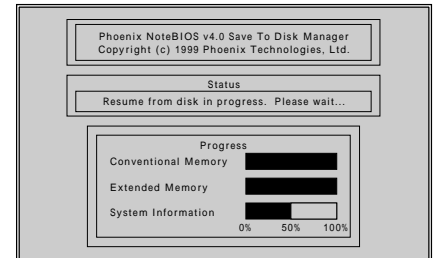 Phoenix NoteBIOS v4.0 Save To Disk Manager
Copyright (c) 1999 Phoenix Technologies, Ltd.
Status
Resume from disk in progress.  Please wait...
Progress
Conventional Memory
Extended Memory
System Information
0% 50% 100%